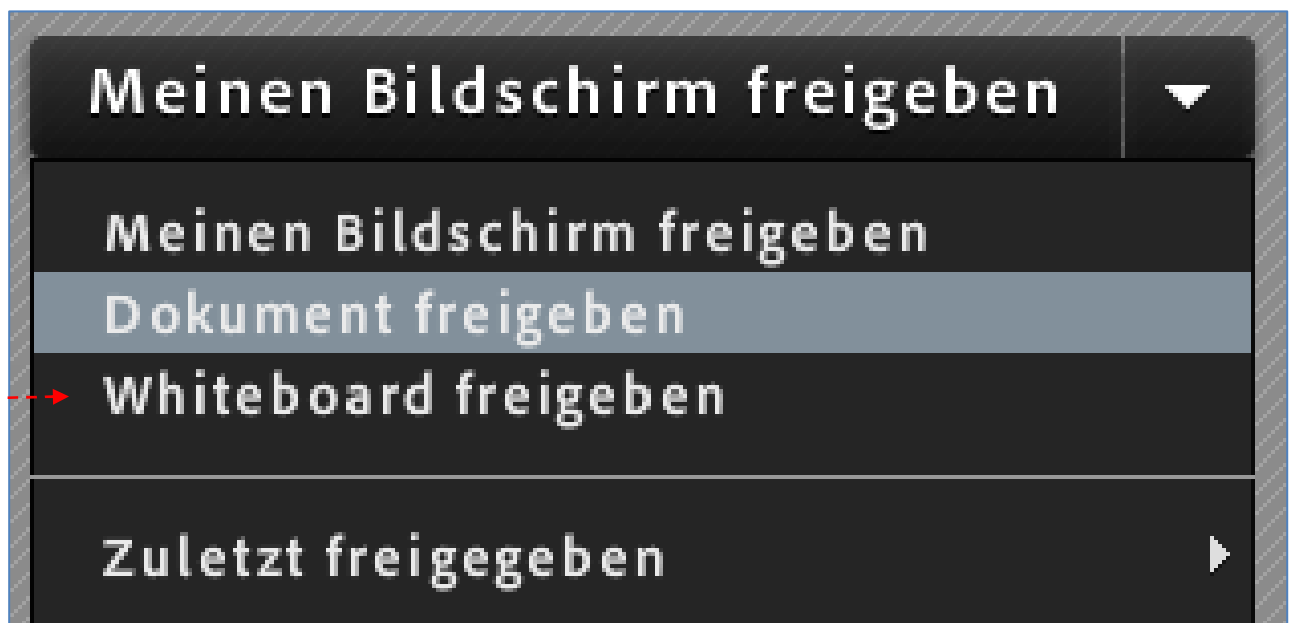 Meinen Bildschirm freigeben
Meinen Bildschirm freigeben
Dokument freigeben
Whiteboard freigeben
Zuletzt freigegeben